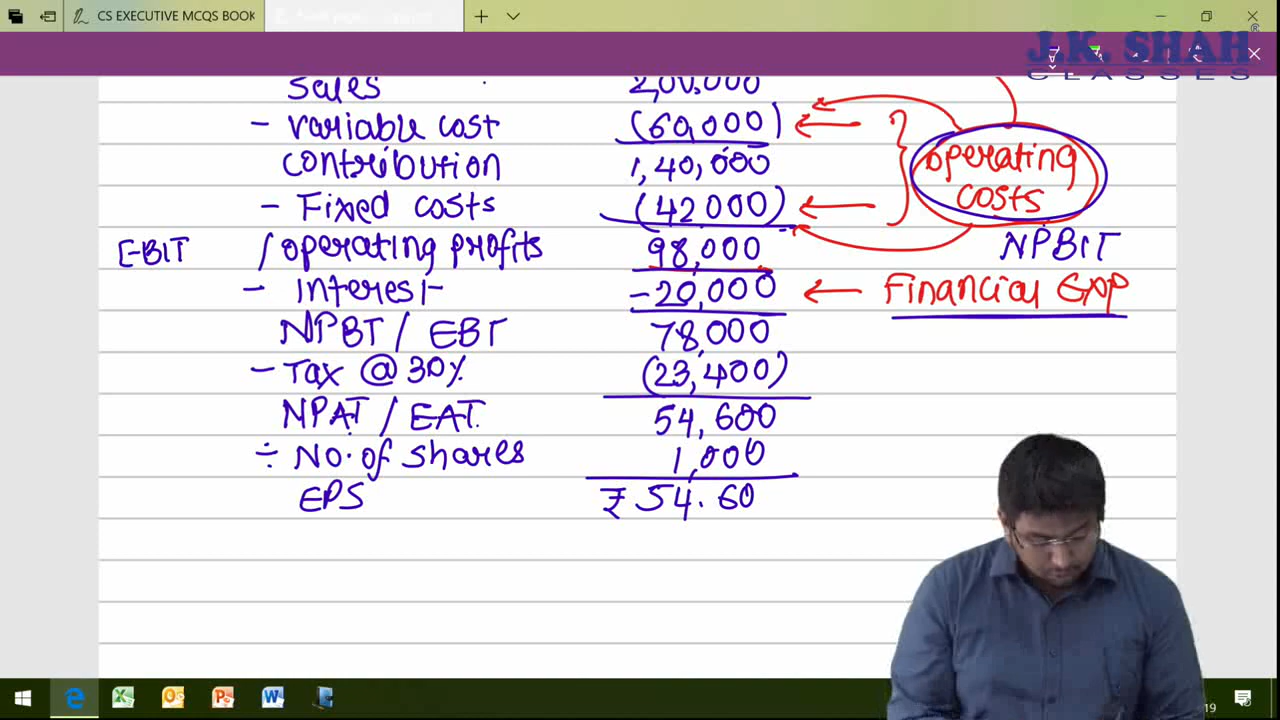 CS EXECUTIVE MCQS BOOK
J.K. SHAH®
CLASSES
Sales 2,00,000
- Variable cost (60,000)
Contribution 1,40,000
- Fixed costs (42,000)
operating
costs
EBIT / operating profits 98,000 NPBIT
- Interest -20,000 ← Financial Exp
NPBT / EBT 78,000
- Tax @ 30% (23,400)
NPAT / EAT 54,600
÷ No. of shares 1,000
EPS ₹ 54.60
19